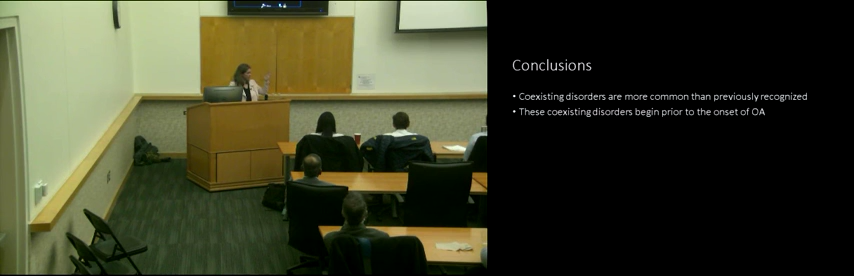 Conclusions
• Coexisting disorders are more common than previously recognized
• These coexisting disorders begin prior to the onset of OA